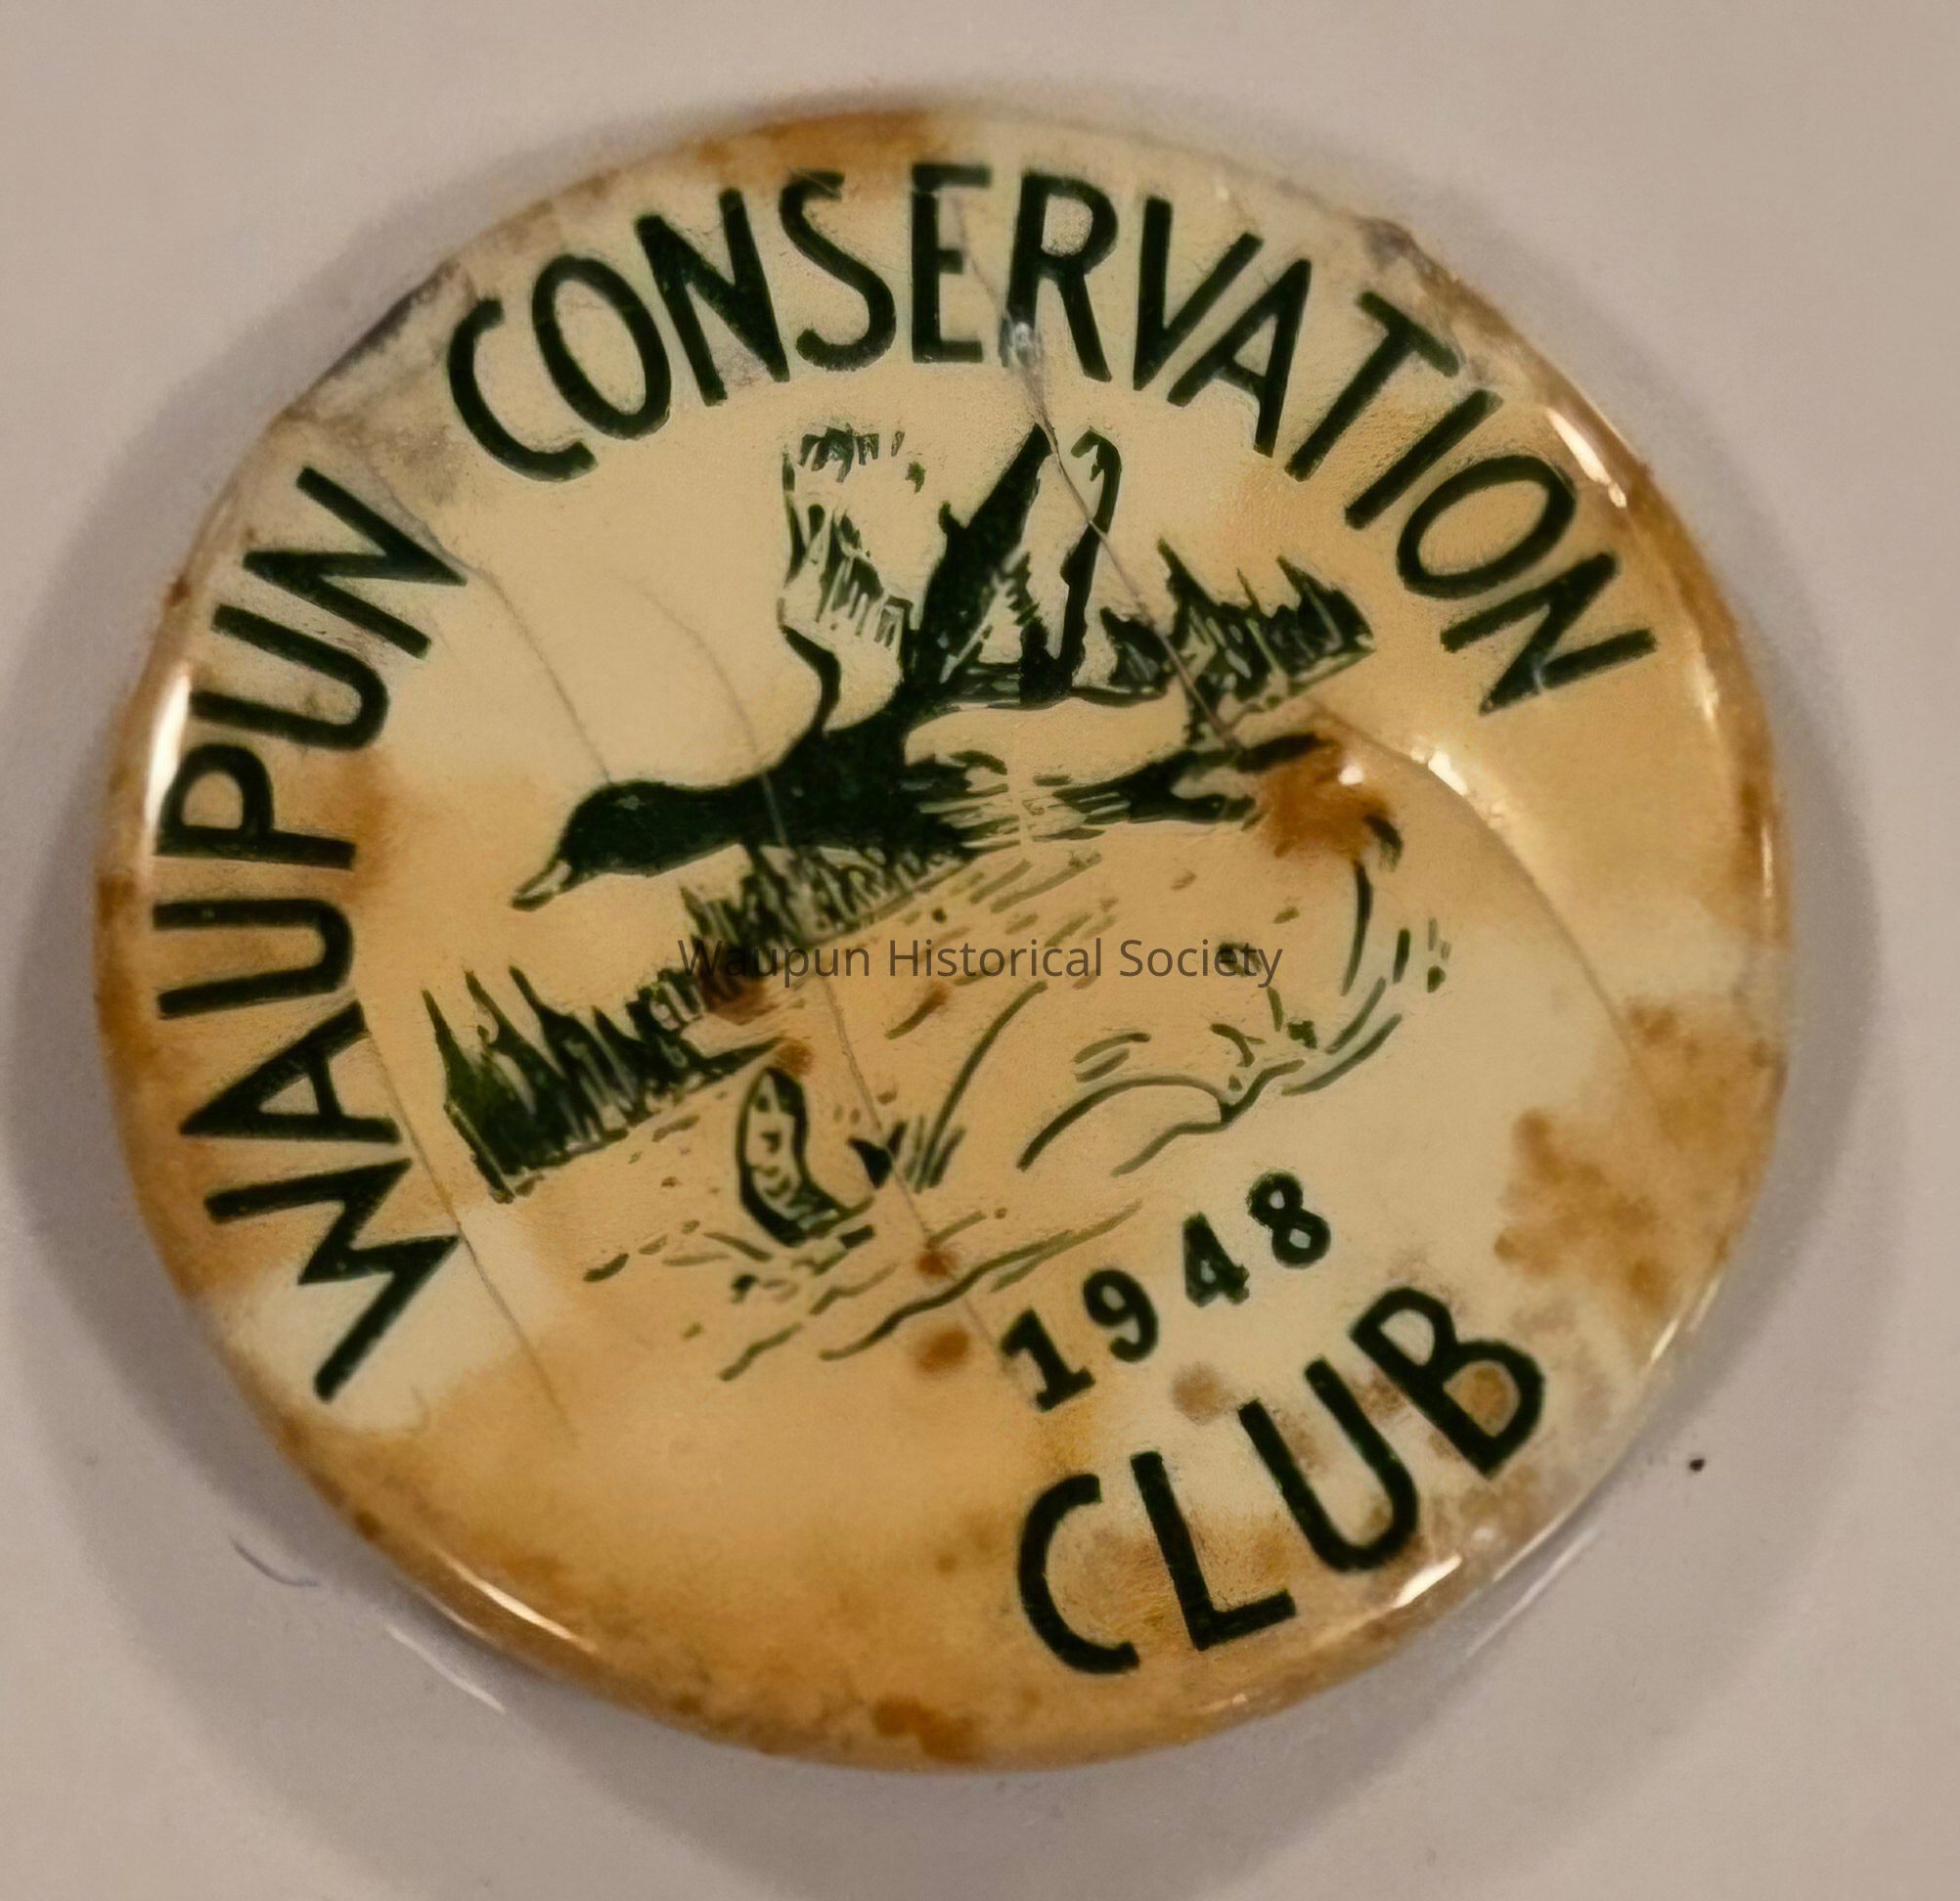 WAUPUN CONSERVATION
Waupun Historical Society
1948
CLUB